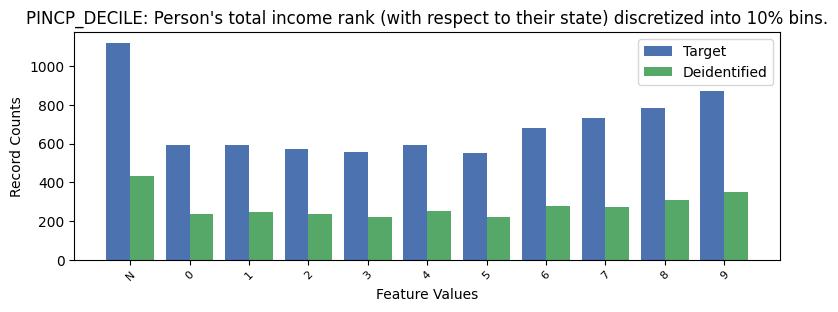 PINCP_DECILE: Person's total income rank (with respect to their state) discretized into 10% bins.
Target
Deidentified
Record Counts
1000
800
600
400
200
0
N 0 1 2 3 4 5 6 7 8 9
Feature Values